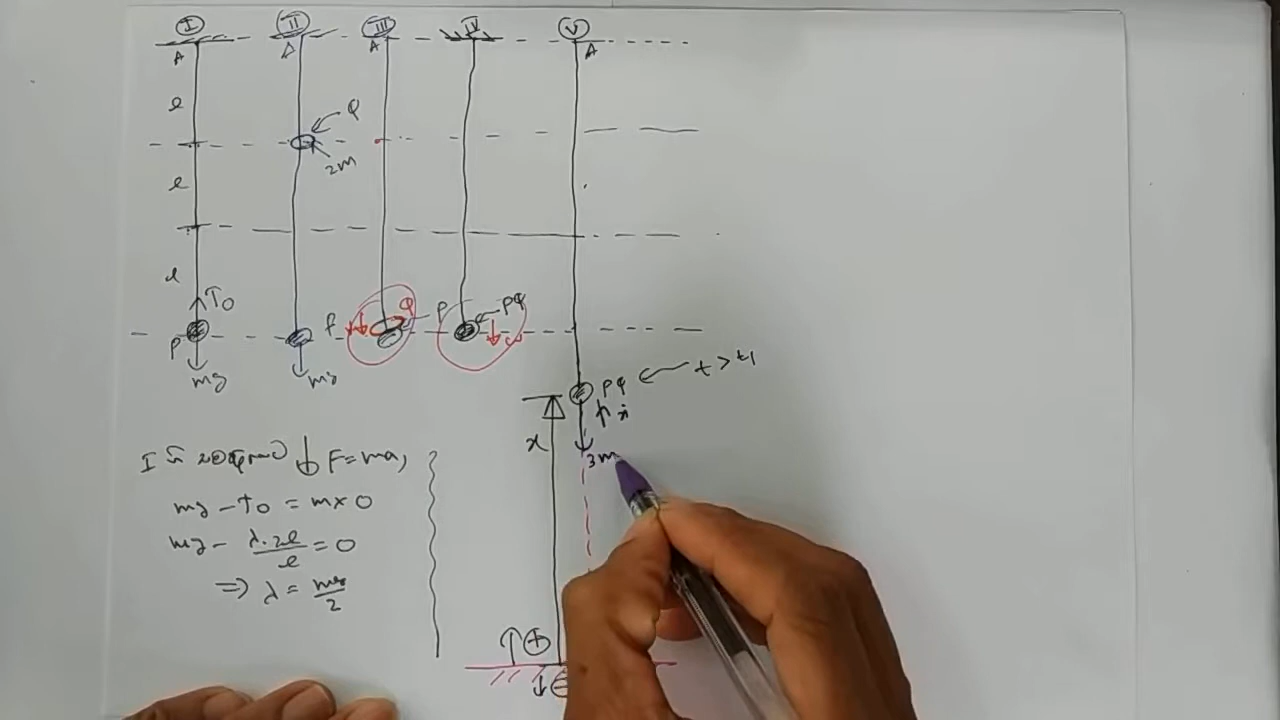 I II III IV V
A A A A
l Q
2m
l
l
T₀ P Q P PQ
P
mg mg
PQ t > t₁
ẋ
x
3m
F = ma,
mg - T₀ = m × 0
mg - λ·2l/l = 0
⇒ λ = mg/2
↑ +
↓